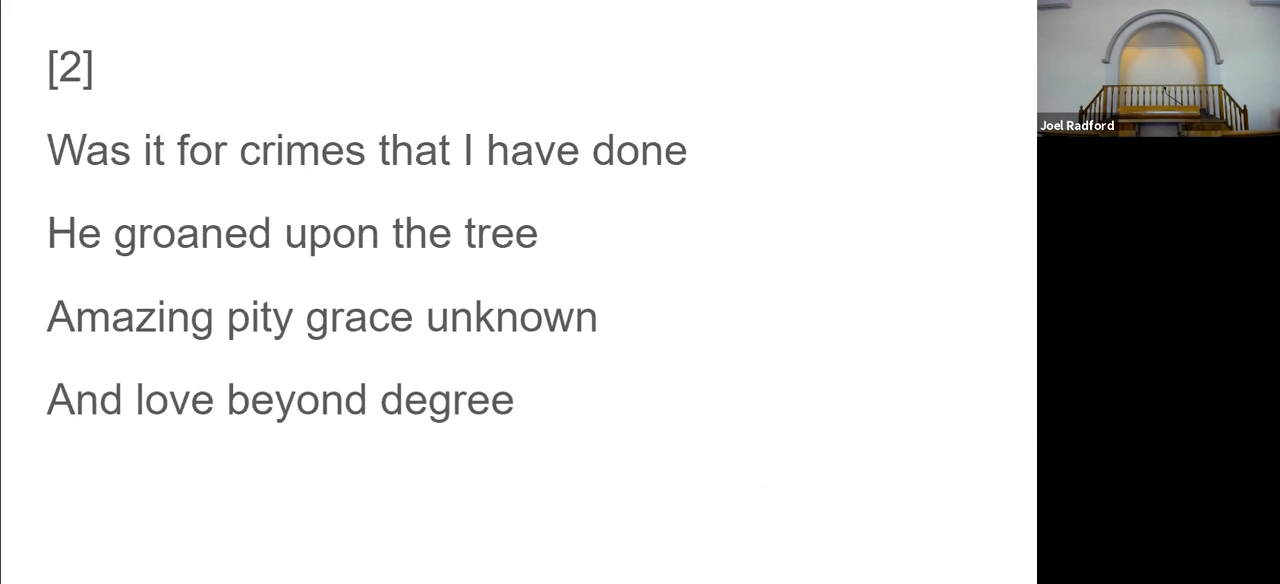 [2]
Was it for crimes that I have done
He groaned upon the tree
Amazing pity grace unknown
And love beyond degree
Joel Radford